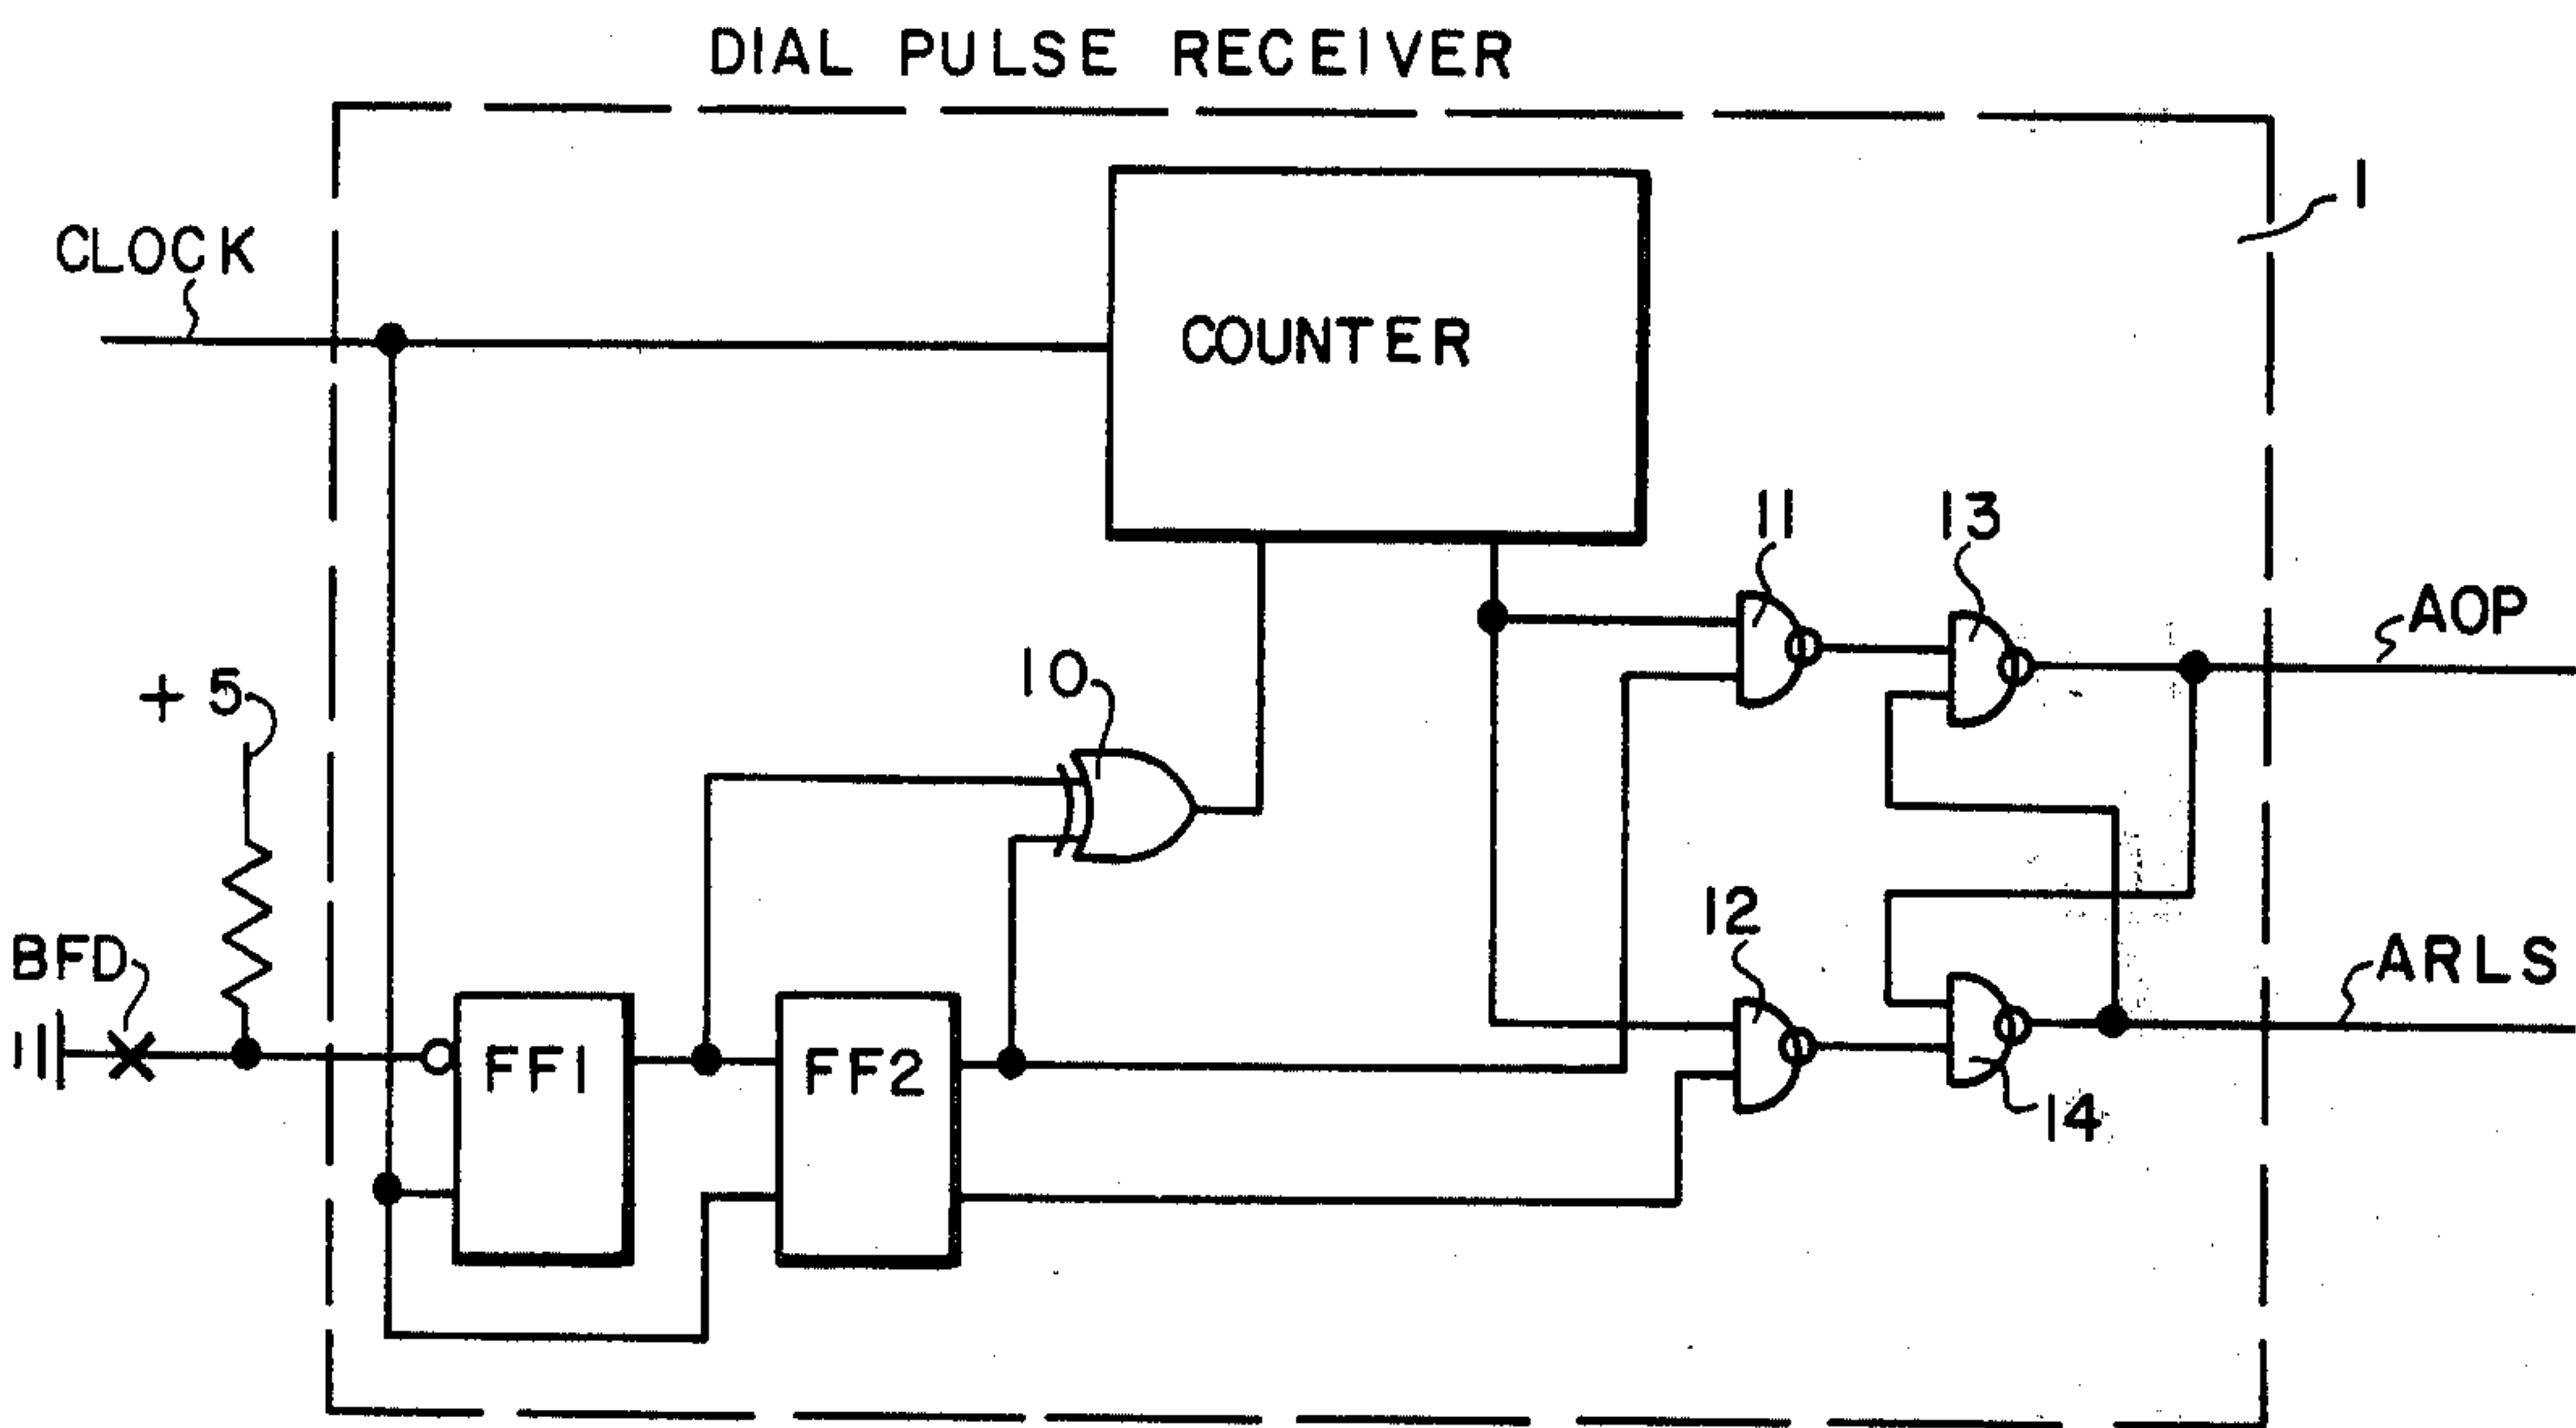 DIAL PULSE RECEIVER
1
CLOCK
COUNTER
11
13
AOP
+ 5
10
12
BFD
ARLS
FF1
FF2
14